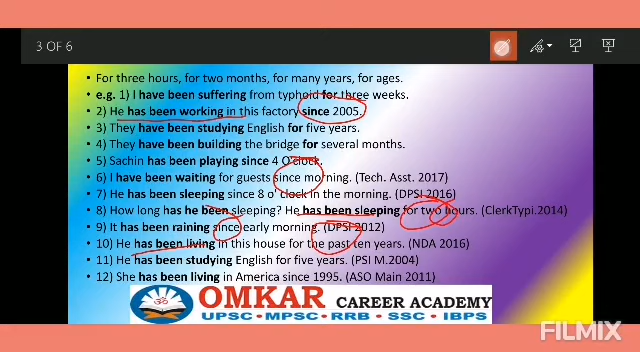 3 OF 6
• For three hours, for two months, for many years, for ages.
• e.g. 1) I have been suffering from typhoid for three weeks.
• 2) He has been working in this factory since 2005.
• 3) They have been studying English for five years.
• 4) They have been building the bridge for several months.
• 5) Sachin has been playing since 4 O'clock.
• 6) I have been waiting for guests since morning. (Tech. Asst. 2017)
• 7) He has been sleeping since 8 o' clock in the morning. (DPSI 2016)
• 8) How long has he been sleeping? He has been sleeping for two hours. (ClerkTypi.2014)
• 9) It has been raining since early morning. (DPSI 2012)
• 10) He has been living in this house for the past ten years. (NDA 2016)
• 11) He has been studying English for five years. (PSI M.2004)
• 12) She has been living in America since 1995. (ASO Main 2011)
OMKAR CAREER ACADEMY
UPSC • MPSC • RRB • SSC • IBPS
FILMIX